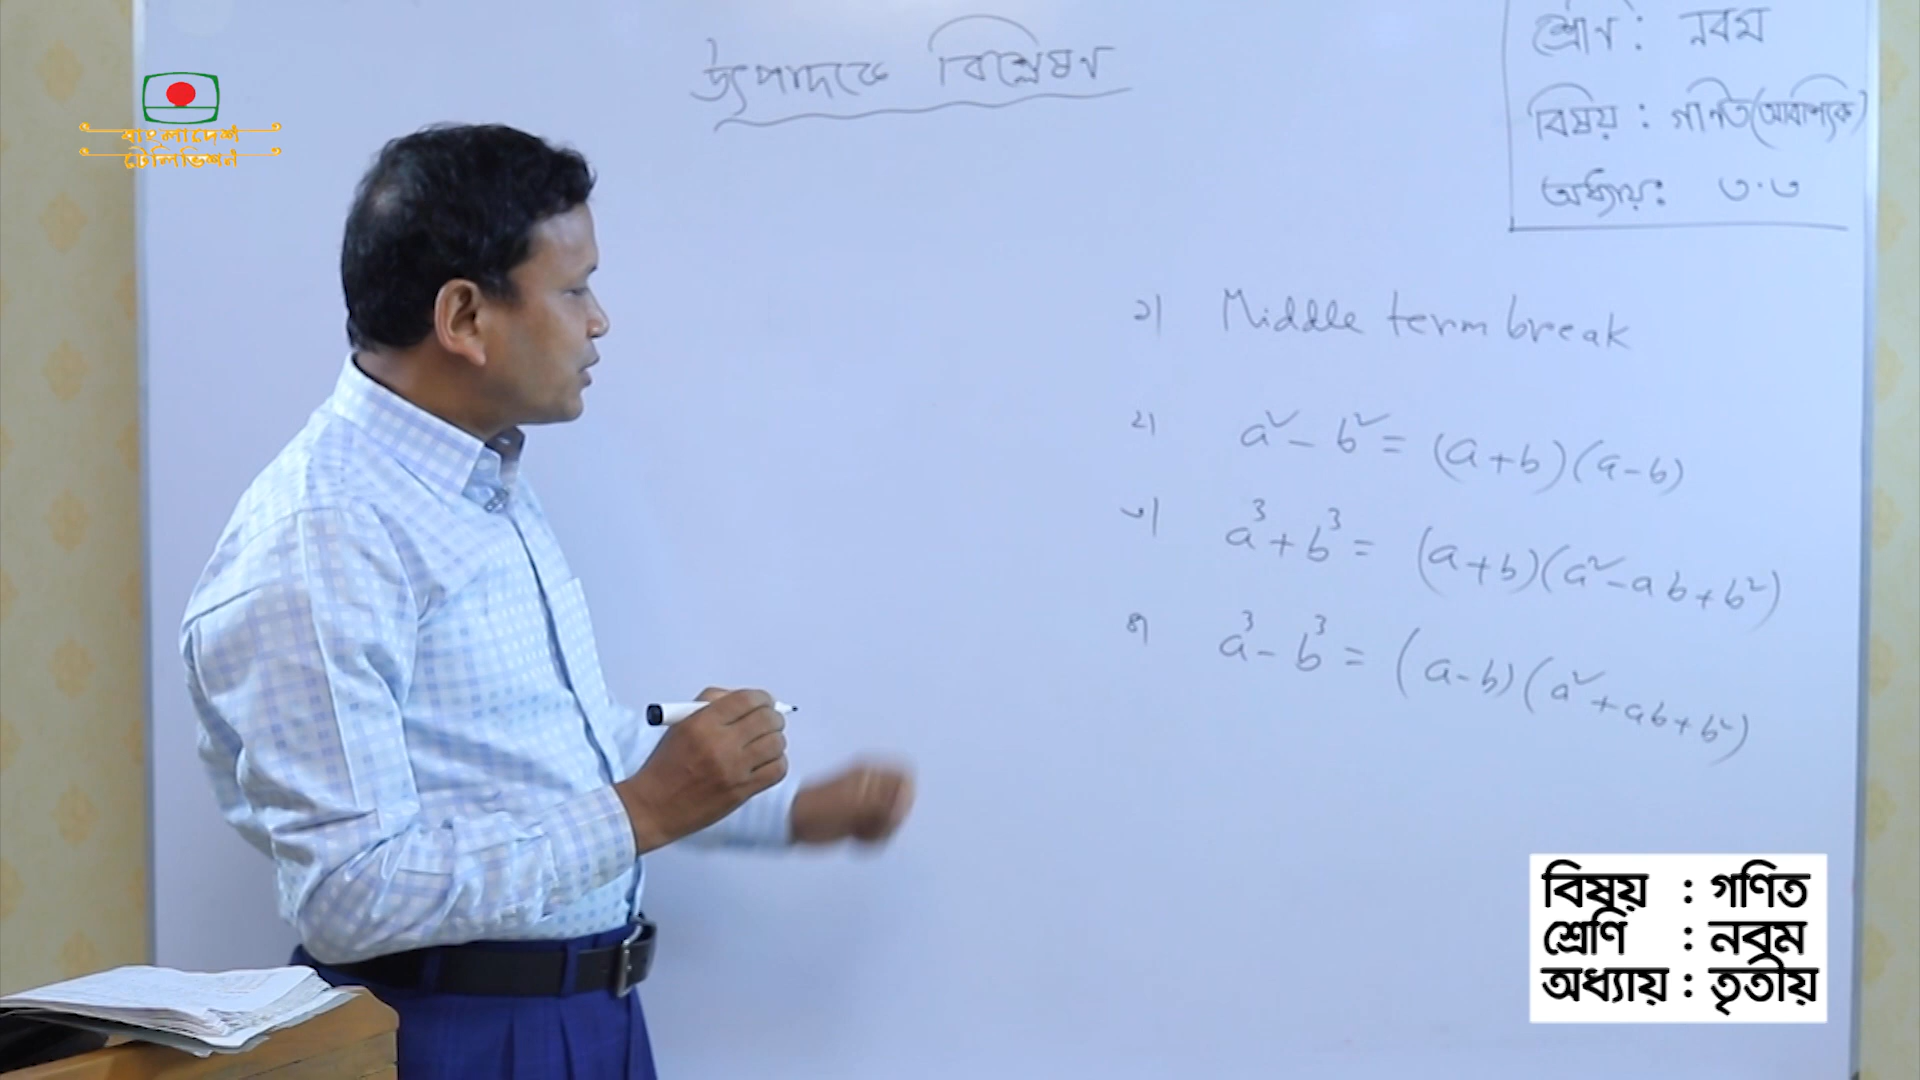 বাংলাদেশ
টেলিভিশন
উৎপাদকে বিশ্লেষণ
শ্রেণি : নবম
বিষয় : গণিত(আবশ্যিক)
অধ্যায়: ৩.৩
১। Middle term break
২। a² - b² = (a+b)(a-b)
৩। a³ + b³ = (a+b)(a² - ab + b²)
৪। a³ - b³ = (a-b)(a² + ab + b²)
বিষয় : গণিত
শ্রেণি : নবম
অধ্যায় : তৃতীয়